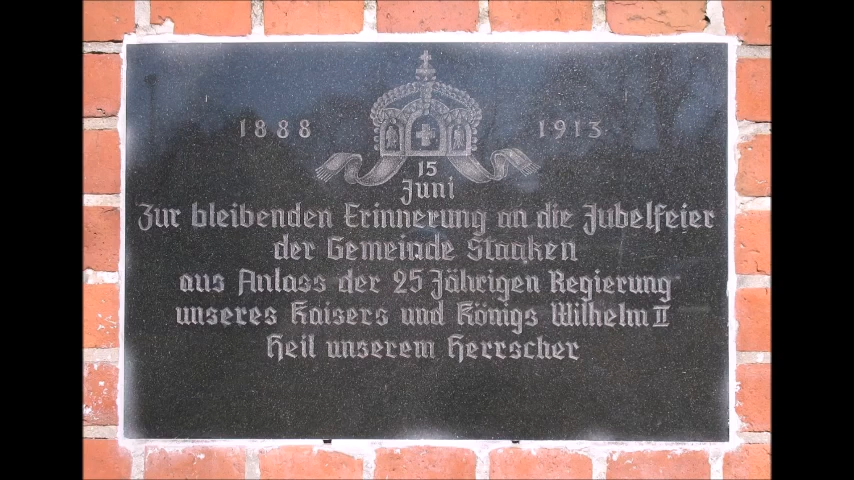 1888 1913
15
Juni
Zur bleibenden Erinnerung an die Jubelfeier
der Gemeinde Staaken
aus Anlass der 25 Jährigen Regierung
unseres Kaisers und Königs Wilhelm II
Heil unserem Herrscher